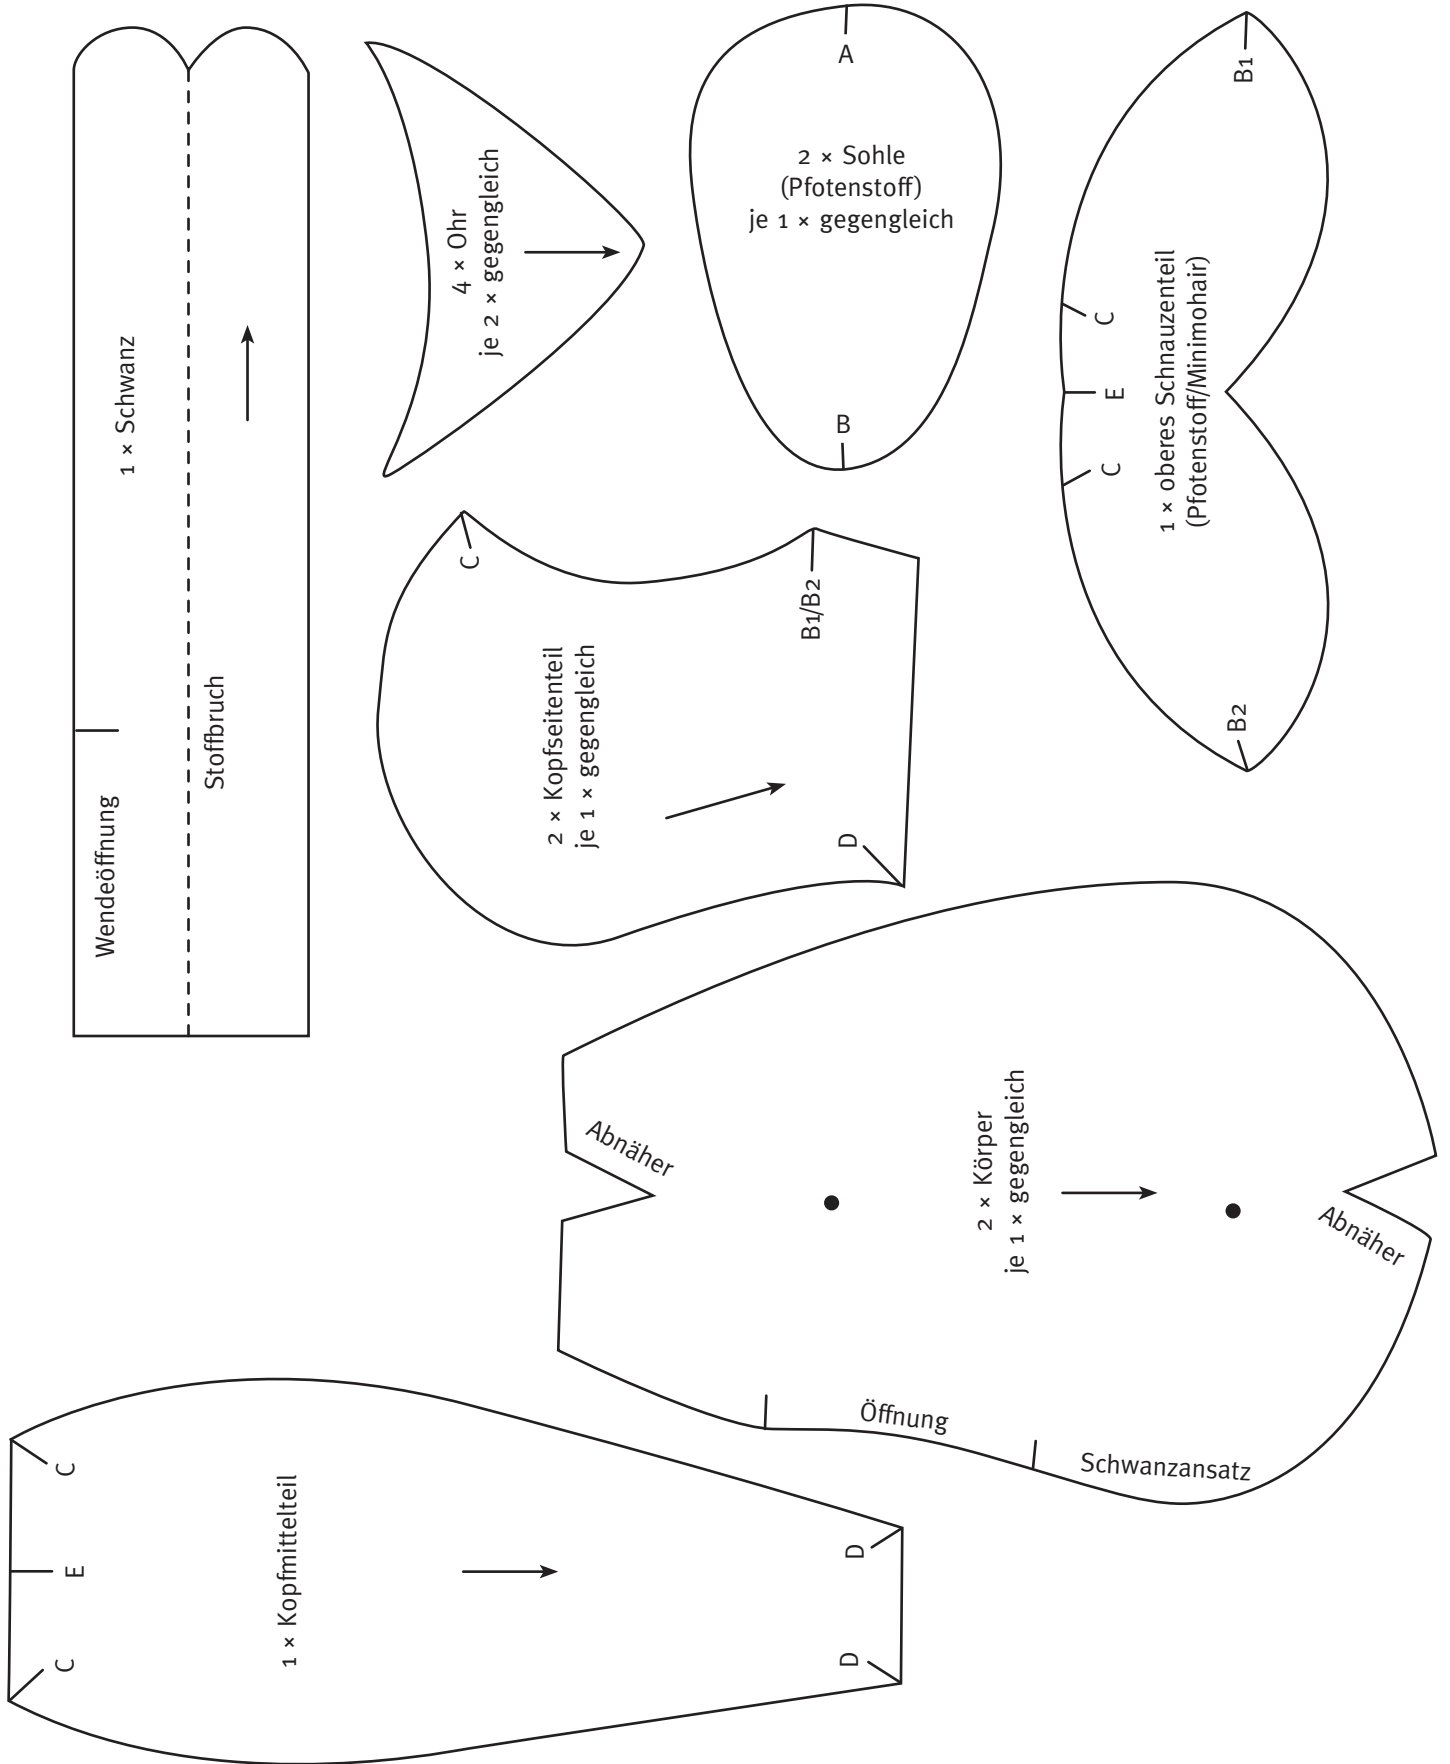 1 × Schwanz
Stoffbruch
Wendeöffnung
4 × Ohr
je 2 × gegengleich
A
2 × Sohle
(Pfotenstoff)
je 1 × gegengleich
B
B1
C
E
C
1 × oberes Schnauzenteil
(Pfotenstoff/Minimohair)
B2
C
B1/B2
2 × Kopfseitenteil
je 1 × gegengleich
D
Abnäher
2 × Körper
je 1 × gegengleich
Abnäher
Öffnung
Schwanzansatz
C
E
C
1 × Kopfmittelteil
D
D